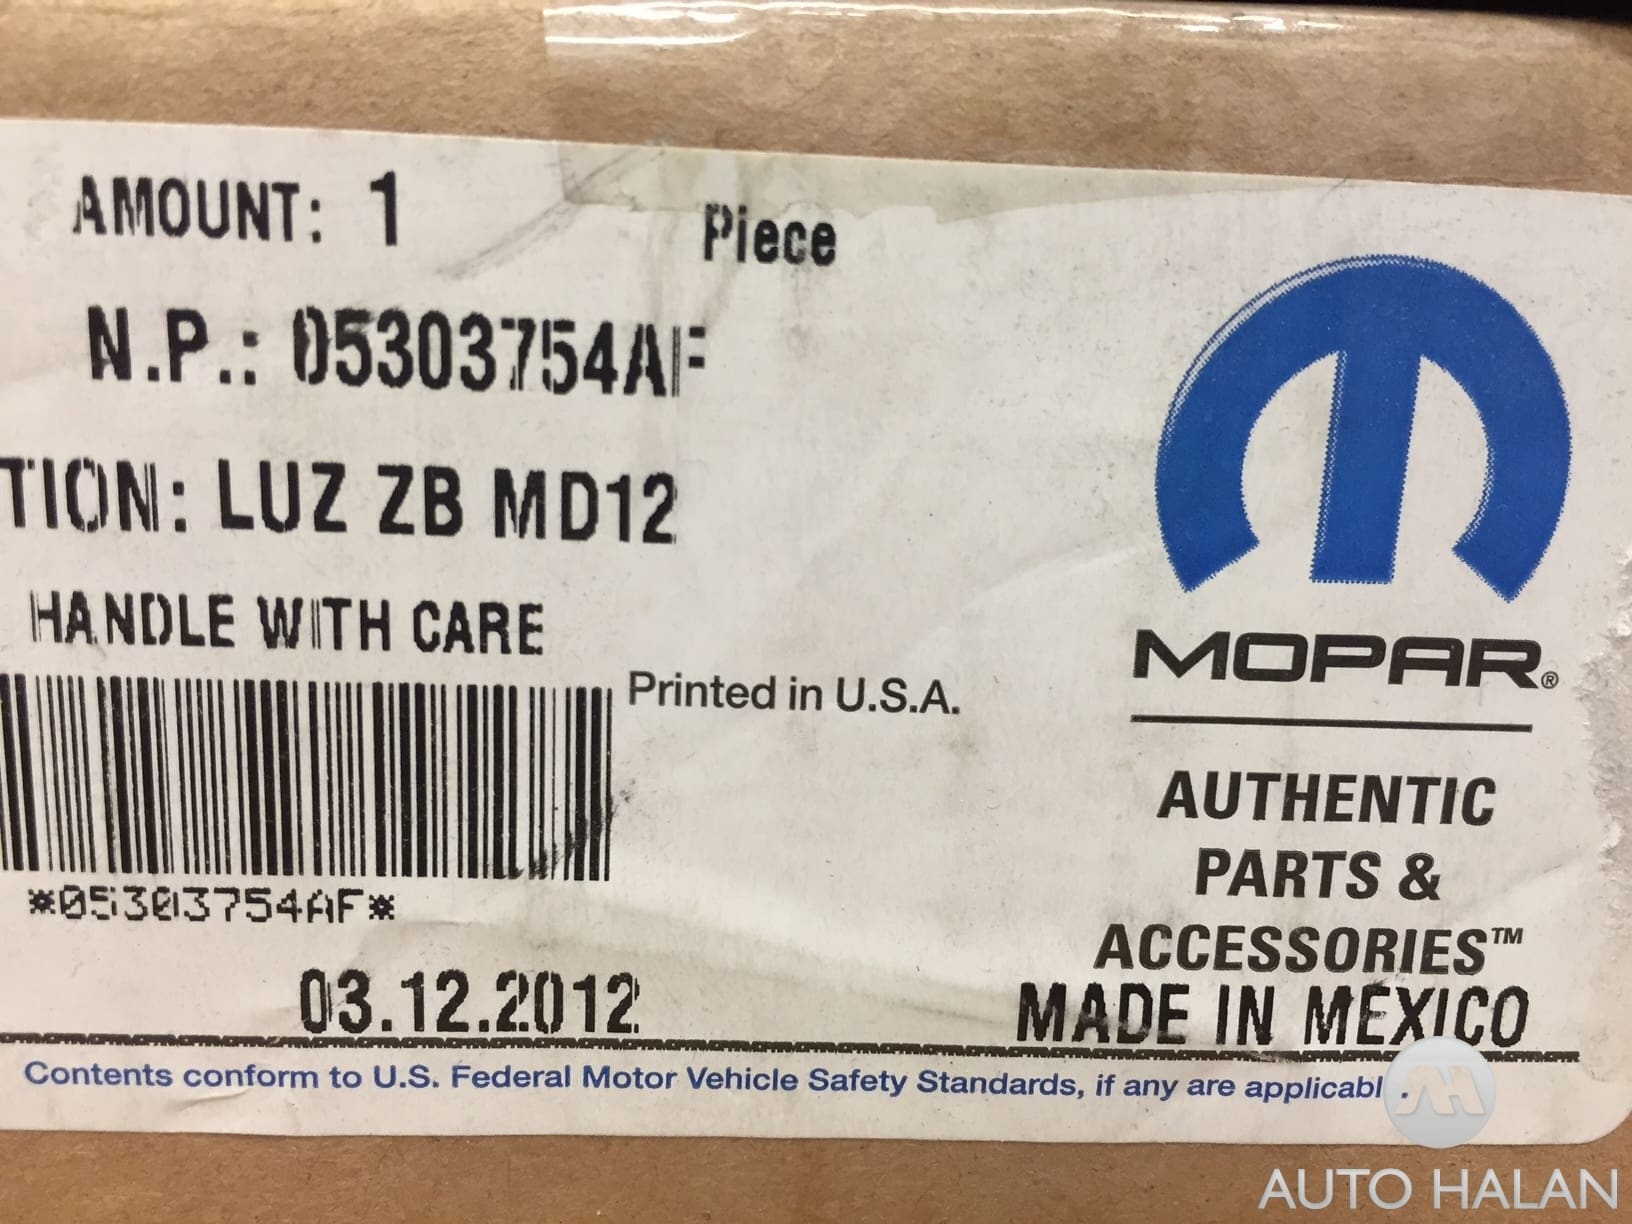 AMOUNT: 1 Piece
N.P.: 05303754AF
TION: LUZ ZB MD12
HANDLE WITH CARE
Printed in U.S.A.
*05303754AF*
03.12.2012
MOPAR®
AUTHENTIC
PARTS &
ACCESSORIES™
MADE IN MEXICO
Contents conform to U.S. Federal Motor Vehicle Safety Standards, if any are applicabl .
AUTO HALAN